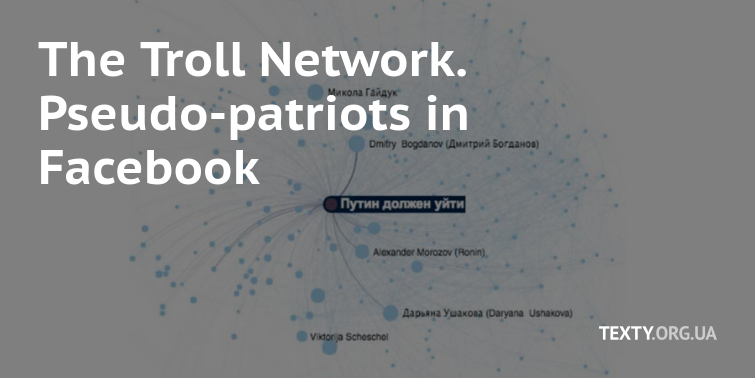 The Troll Network.
Pseudo-patriots in
Facebook
Микола Гайдук
Dmitry Bogdanov (Дмитрий Богданов)
Путин должен уйти
Alexander Morozov (Ronin)
Дарьяна Ушакова (Daryana Ushakova)
Viktorija Scheschel
TEXTY.ORG.UA